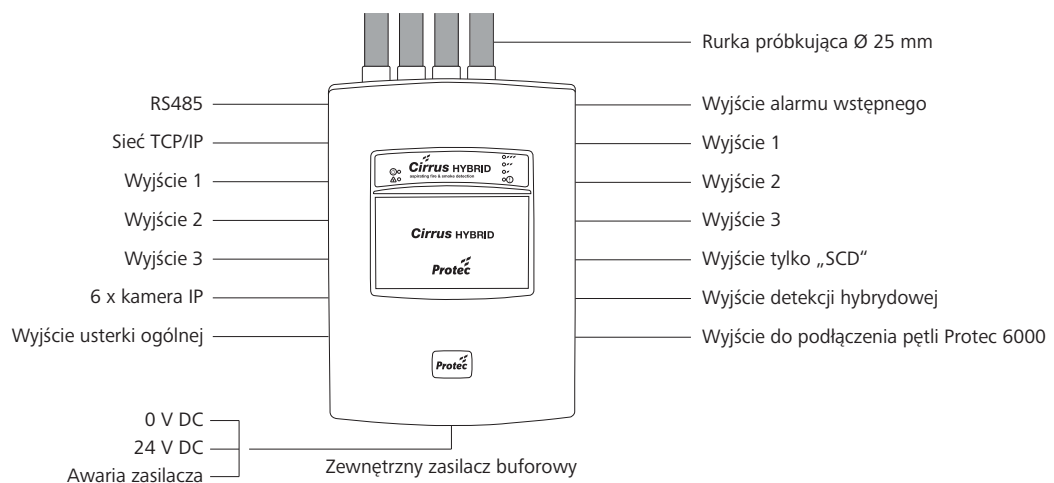 Rurka próbkująca Ø 25 mm
RS485
Sieć TCP/IP
Wyjście 1
Wyjście 2
Wyjście 3
6 x kamera IP
Wyjście usterki ogólnej
Wyjście alarmu wstępnego
Wyjście 1
Wyjście 2
Wyjście 3
Wyjście tylko „SCD”
Wyjście detekcji hybrydowej
Wyjście do podłączenia pętli Protec 6000
Cirrus HYBRID
aspirating fire & smoke detection
Cirrus HYBRID
Protec
Protec
0 V DC
24 V DC
Awaria zasilacza
Zewnętrzny zasilacz buforowy